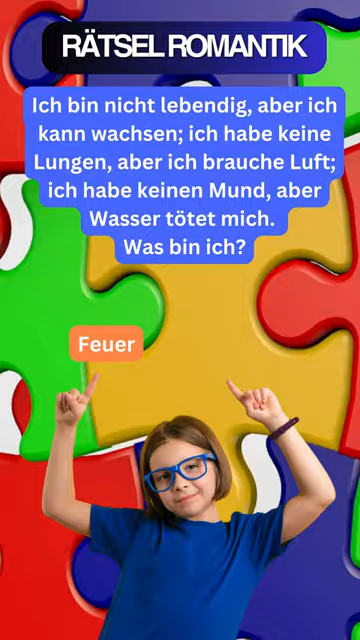 RÄTSEL ROMANTIK
Ich bin nicht lebendig, aber ich
kann wachsen; ich habe keine
Lungen, aber ich brauche Luft;
ich habe keinen Mund, aber
Wasser tötet mich.
Was bin ich?
Feuer